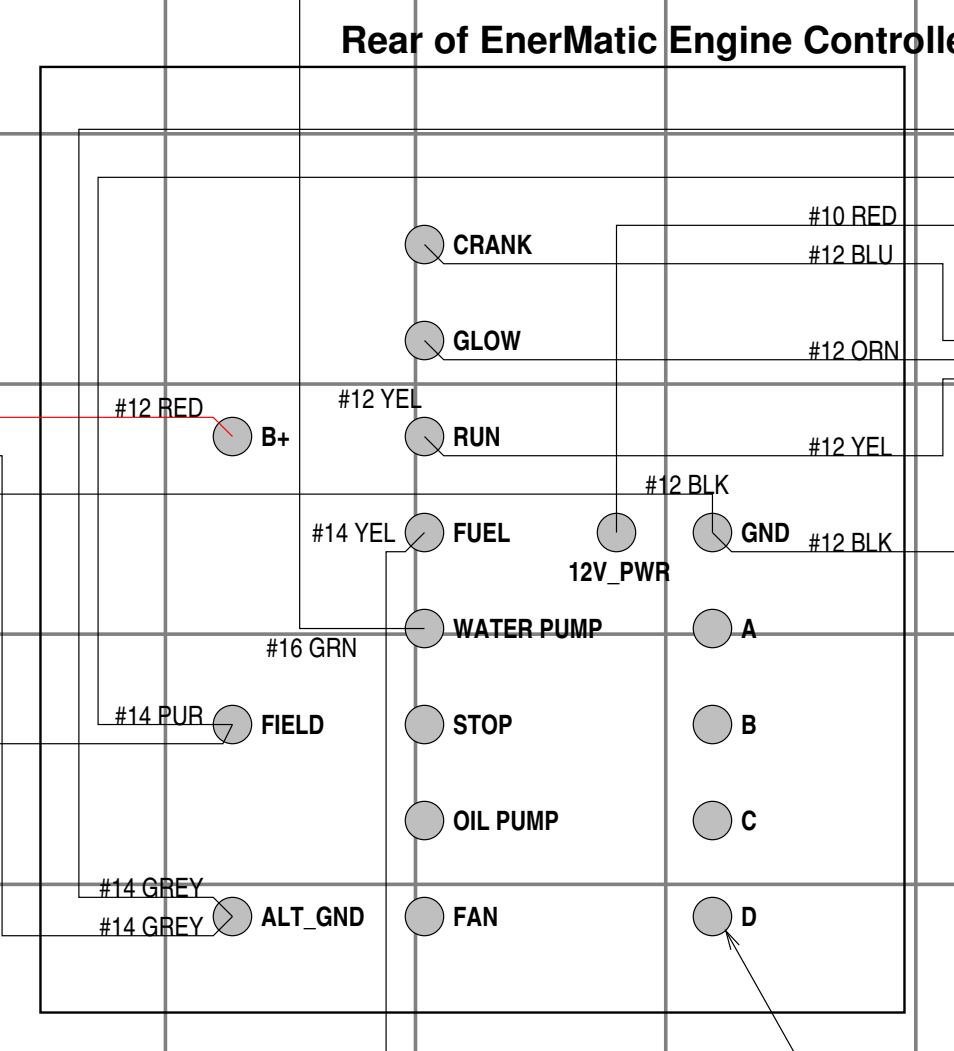 Rear of EnerMatic Engine Controlle
#10 RED
CRANK
#12 BLU
GLOW
#12 ORN
#12 YEL
#12 RED
B+
RUN
#12 YEL
#12 BLK
#14 YEL
FUEL
GND
#12 BLK
12V_PWR
WATER PUMP
A
#16 GRN
#14 PUR
FIELD
STOP
B
OIL PUMP
C
#14 GREY
#14 GREY
ALT_GND
FAN
D